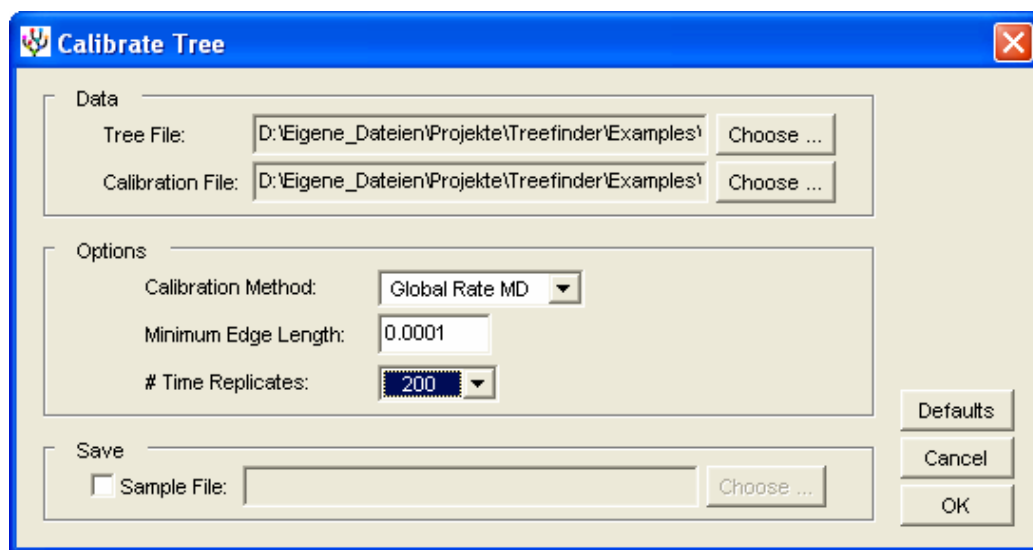 Calibrate Tree
Data
Tree File: D:\Eigene_Dateien\Projekte\Treefinder\Examples\ Choose ...
Calibration File: D:\Eigene_Dateien\Projekte\Treefinder\Examples\ Choose ...
Options
Calibration Method: Global Rate MD
Minimum Edge Length: 0.0001
# Time Replicates: 200
Defaults
Save
Cancel
Sample File: Choose ...
OK